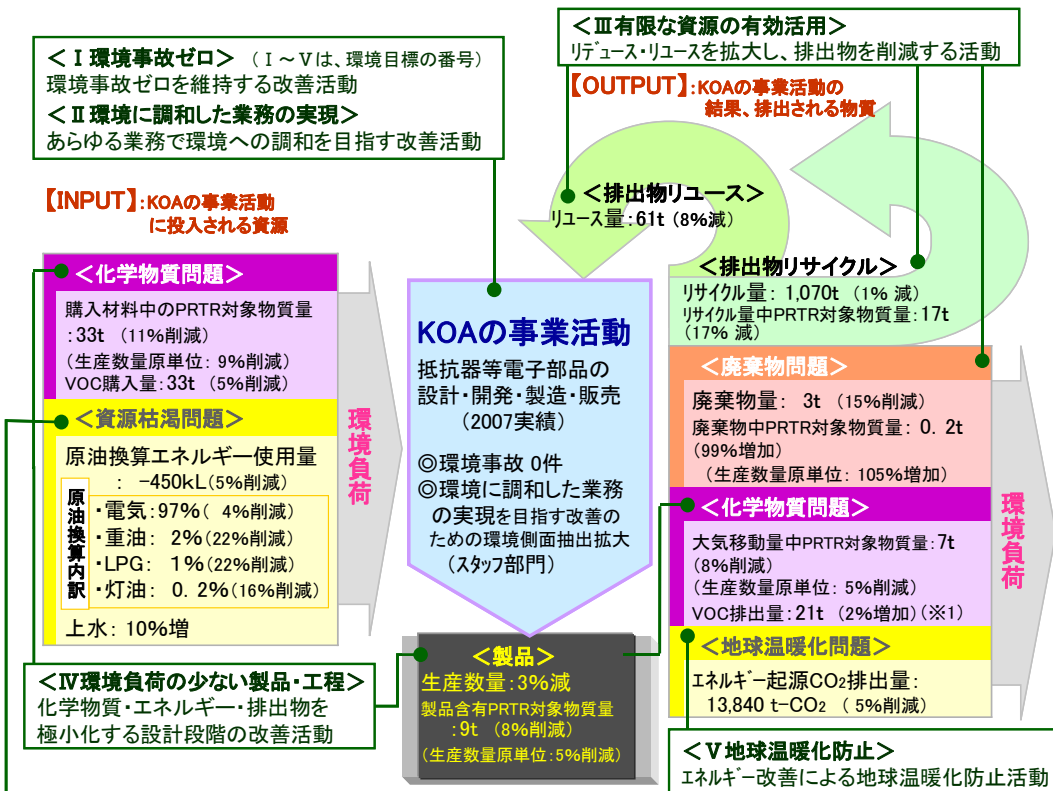 ＜Ⅰ環境事故ゼロ＞（Ⅰ～Ⅴは、環境目標の番号）
環境事故ゼロを維持する改善活動
＜Ⅱ環境に調和した業務の実現＞
あらゆる業務で環境への調和を目指す改善活動
＜Ⅲ有限な資源の有効活用＞
リデュース・リユースを拡大し、排出物を削減する活動
【OUTPUT】:KOAの事業活動の
結果、排出される物質
【INPUT】:KOAの事業活動
に投入される資源
＜排出物リユース＞
リユース量:61t (8%減)
＜排出物リサイクル＞
リサイクル量: 1,070t (1% 減)
リサイクル量中PRTR対象物質量:17t
(17% 減)
＜化学物質問題＞
購入材料中のPRTR対象物質量
:33t (11%削減)
(生産数量原単位: 9%削減)
VOC購入量:33t (5%削減)
＜資源枯渇問題＞
原油換算エネルギー使用量
: -450kL(5%削減)
原油換算内訳
・電気:97%( 4%削減)
・重油: 2%(22%削減)
・LPG: 1%(22%削減)
・灯油: 0. 2%(16%削減)
上水: 10%増
環境負荷
KOAの事業活動
抵抗器等電子部品の
設計・開発・製造・販売
(2007実績)
◎環境事故 0件
◎環境に調和した業務
の実現を目指す改善の
ための環境側面抽出拡大
(スタッフ部門)
＜製品＞
生産数量:3%減
製品含有PRTR対象物質量
:9t (8%削減)
(生産数量原単位:5%削減)
＜廃棄物問題＞
廃棄物量: 3t (15%削減)
廃棄物中PRTR対象物質量: 0. 2t
(99%増加)
(生産数量原単位: 105%増加)
＜化学物質問題＞
大気移動量中PRTR対象物質量:7t
(8%削減)
(生産数量原単位: 5%削減)
VOC排出量:21t (2%増加)(※1)
＜地球温暖化問題＞
エネルギー起源CO₂排出量:
13,840 t-CO₂ ( 5%削減)
環境負荷
＜Ⅳ環境負荷の少ない製品・工程＞
化学物質・エネルギー・排出物を
極小化する設計段階の改善活動
＜Ⅴ地球温暖化防止＞
エネルギー改善による地球温暖化防止活動